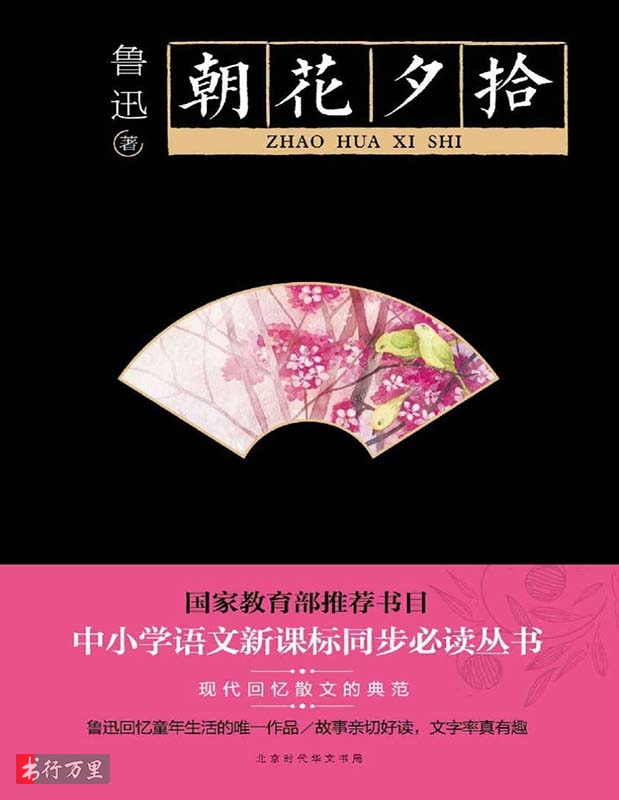 鲁迅
著
朝花夕拾
ZHAO HUA XI SHI
国家教育部推荐书目
中小学语文新课标同步必读丛书
现代回忆散文的典范
鲁迅回忆童年生活的唯一作品／故事亲切好读，文字率真有趣
北京时代华文书局
书行万里